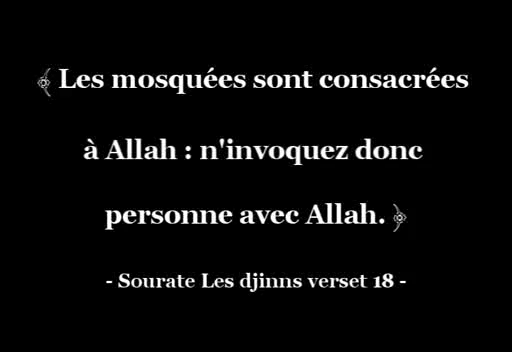 ﴾ Les mosquées sont consacrées
à Allah : n'invoquez donc
personne avec Allah. ﴿
- Sourate Les djinns verset 18 -